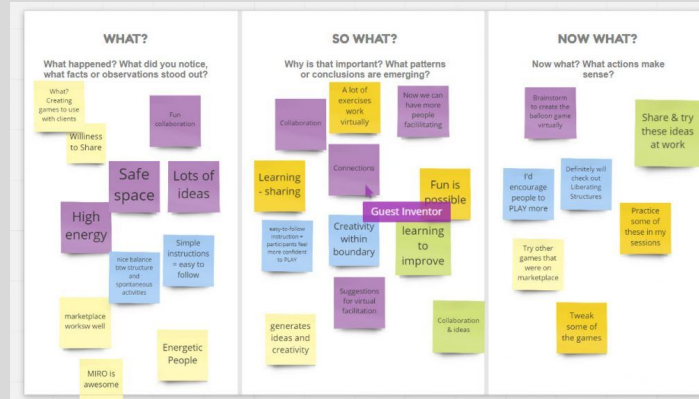 WHAT?
What happened? What did you notice,
what facts or observations stood out?
What?
Creating
games to use
with clients
Williness
to Share
Fun
collaboration
Safe
space
Lots of
ideas
High
energy
nice balance
btw structure
and
spontaneous
activities
Simple
instructions
= easy to
follow
marketplace
worksw well
Energetic
People
MIRO is
awesome
SO WHAT?
Why is that important? What patterns
or conclusions are emerging?
Collaboration
A lot of
exercises
work
virtually
Now we can
have more
people
facilitating
Connections
Learning
- sharing
Fun is
possible
Guest Inventor
easy-to-follow
instruction =
participants feel
more confident
to PLAY
Creativity
within
boundary
learning
to
improve
Suggestions
for virtual
facilitation
generates
ideas and
creativity
Collaboration
& ideas
NOW WHAT?
Now what? What actions make
sense?
Brainstorm
to create the
balloon game
virtually
Share & try
these ideas
at work
I'd
encourage
people to
PLAY more
Definitely will
check out
Liberating
Structures
Practice
some of
these in my
sessions
Try other
games that
were on
marketplace
Tweak
some of
the games